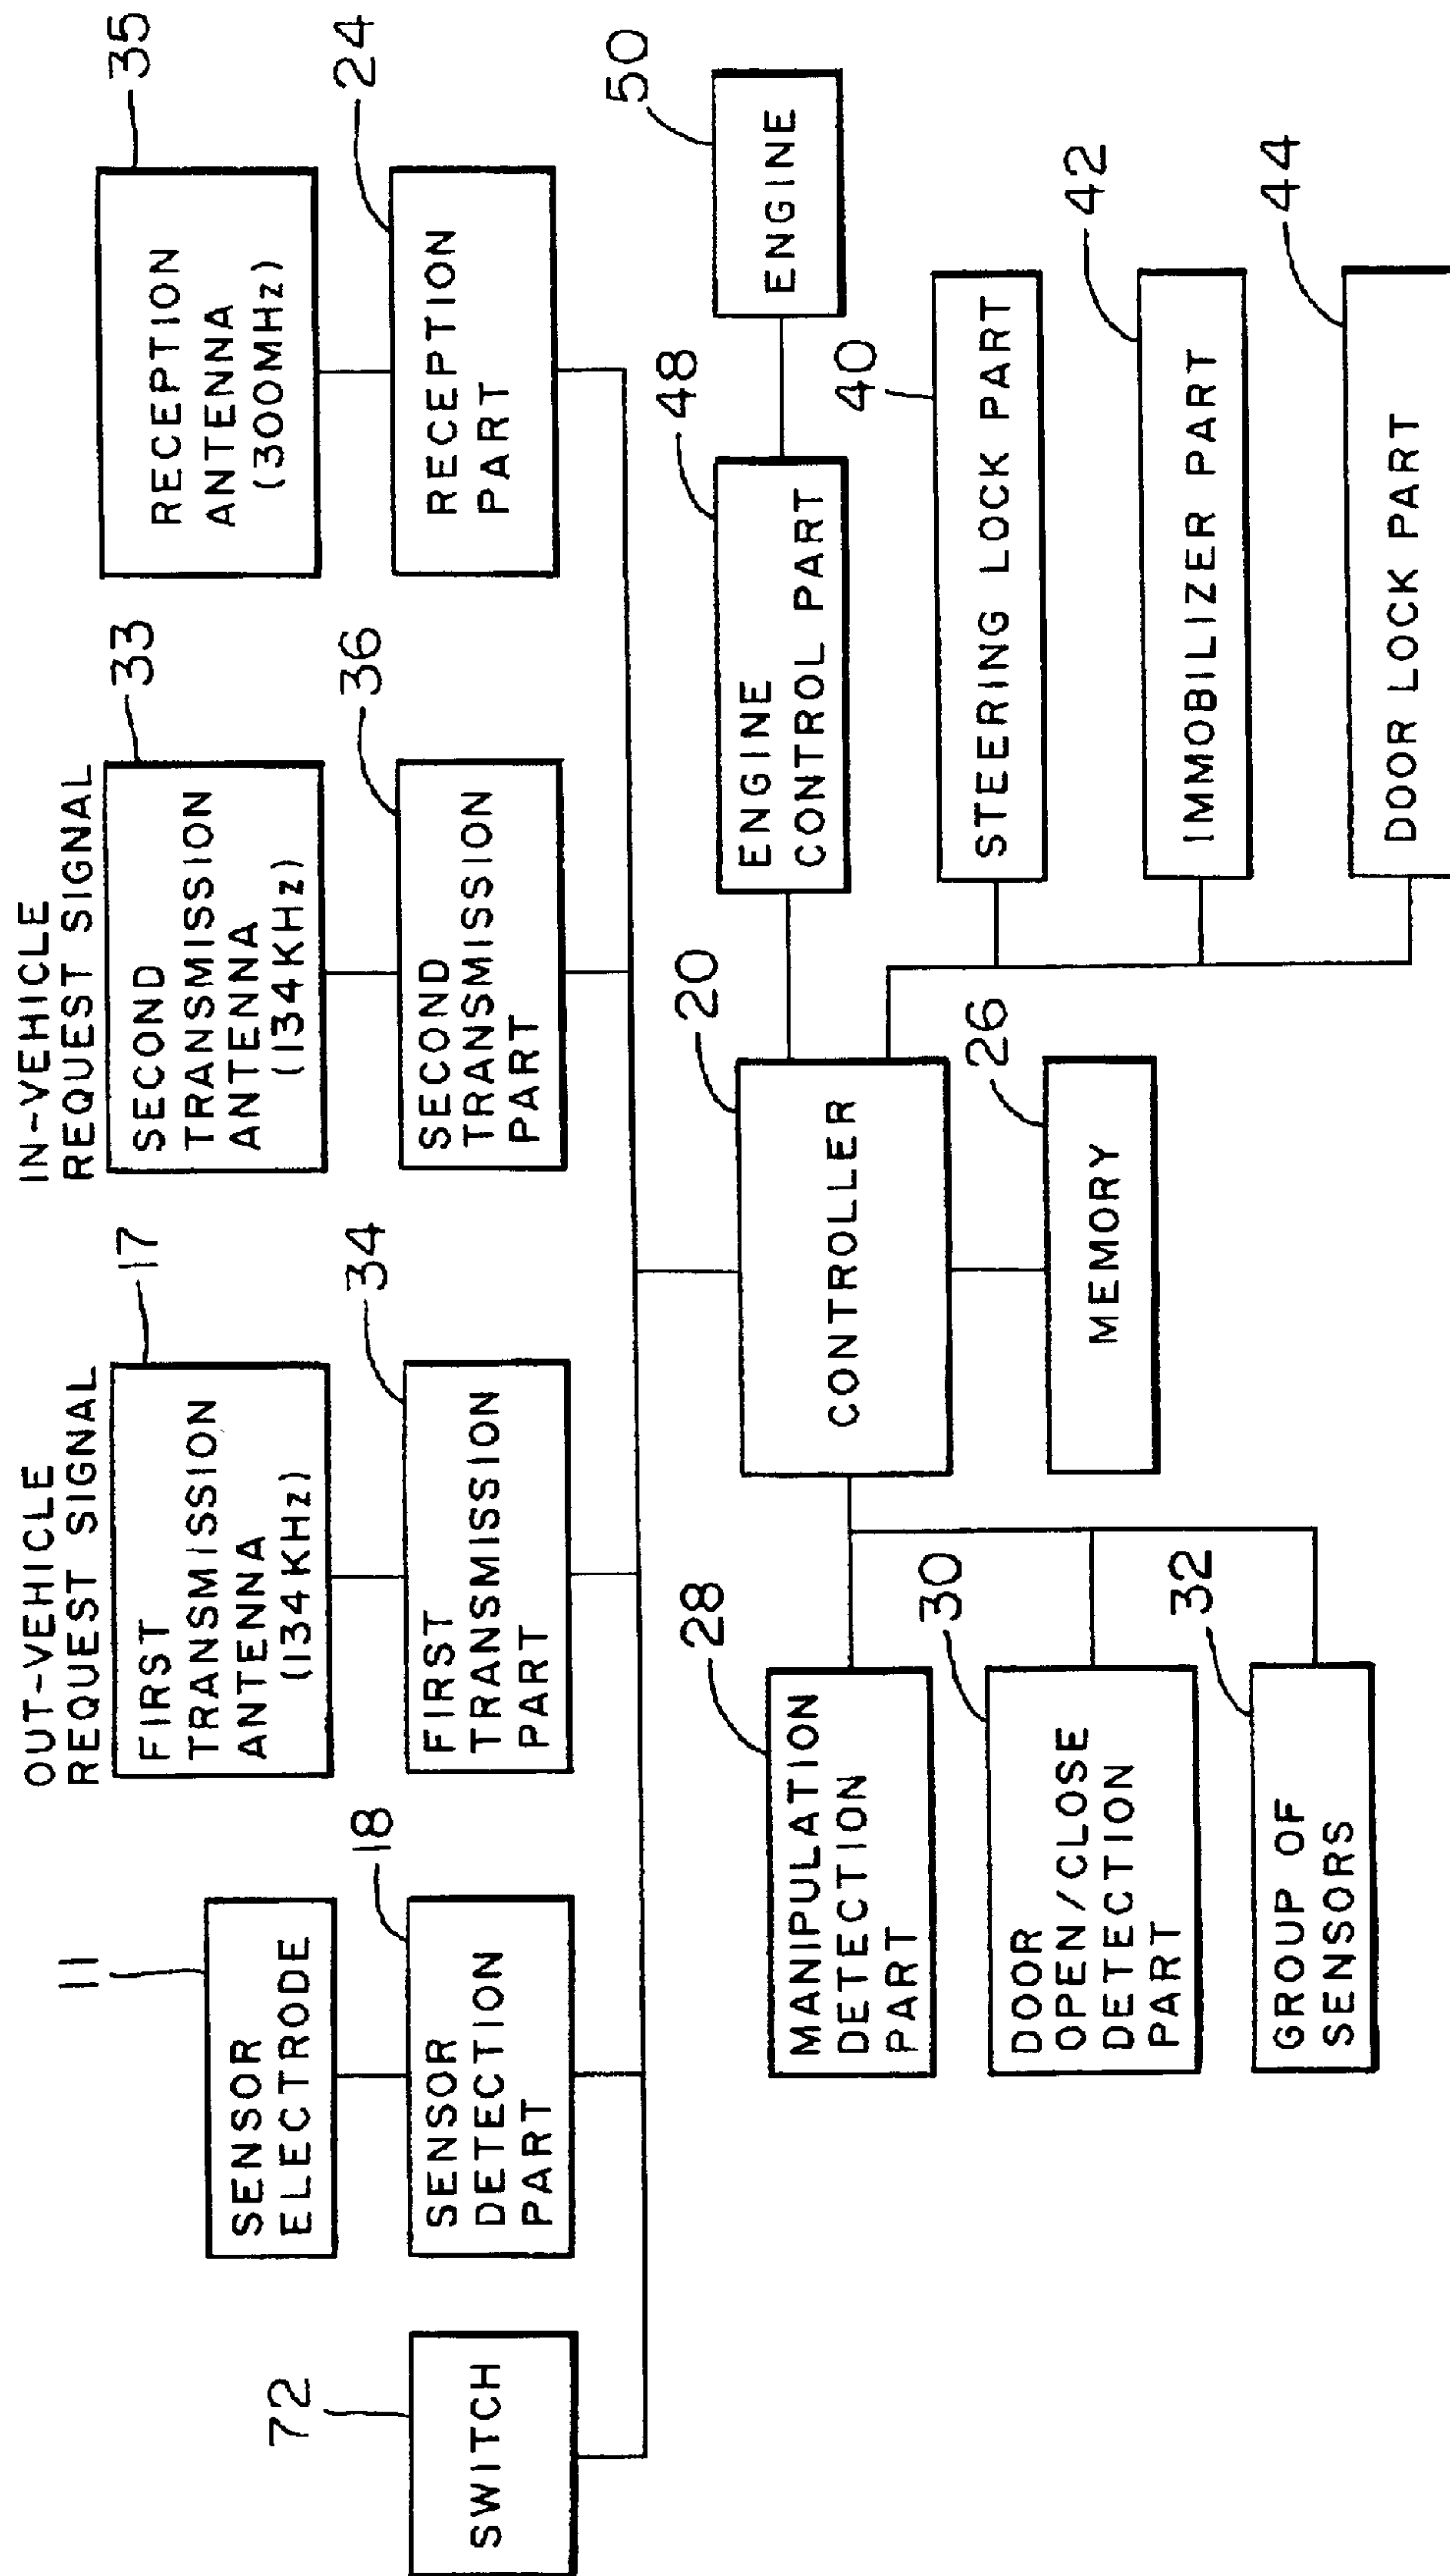 72
SWITCH
11
SENSOR
ELECTRODE
18
SENSOR
DETECTION
PART
OUT-VEHICLE
REQUEST SIGNAL
17
FIRST
TRANSMISSION
ANTENNA
(134KHz)
34
FIRST
TRANSMISSION
PART
IN-VEHICLE
REQUEST SIGNAL
33
SECOND
TRANSMISSION
ANTENNA
(134KHz)
36
SECOND
TRANSMISSION
PART
35
RECEPTION
ANTENNA
(300MHz)
24
RECEPTION
PART
28
MANIPULATION
DETECTION
PART
30
DOOR
OPEN/CLOSE
DETECTION
PART
32
GROUP OF
SENSORS
20
CONTROLLER
26
MEMORY
48
ENGINE
CONTROL PART
50
ENGINE
40
STEERING LOCK PART
42
IMMOBILIZER PART
44
DOOR LOCK PART